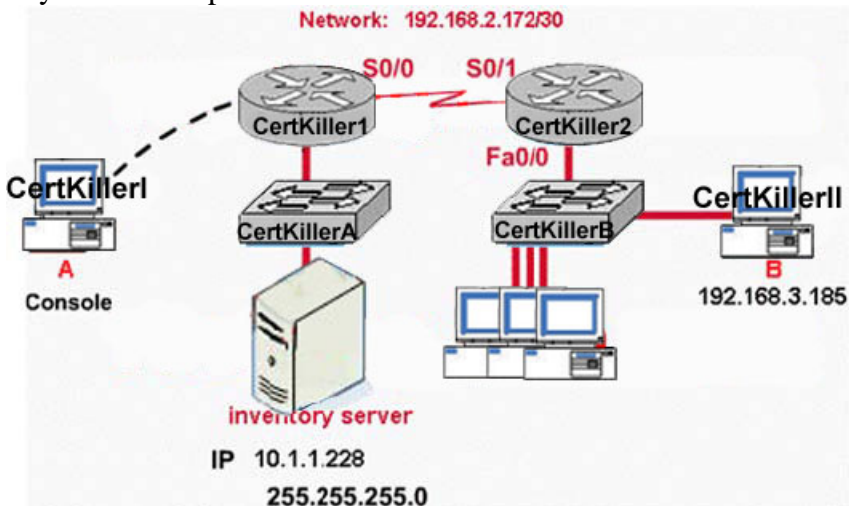 Network: 192.168.2.172/30
S0/0
S0/1
CertKiller1
CertKiller2
Fa0/0
CertKillerI
CertKillerII
CertKillerA
CertKillerB
A
B
Console
192.168.3.185
inventory server
IP 10.1.1.228
255.255.255.0